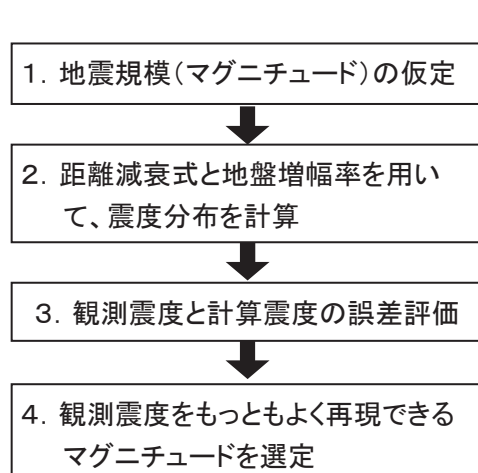 １．地震規模（マグニチュード）の仮定
２．距離減衰式と地盤増幅率を用い
て、震度分布を計算
３．観測震度と計算震度の誤差評価
４．観測震度をもっともよく再現できる
マグニチュードを選定